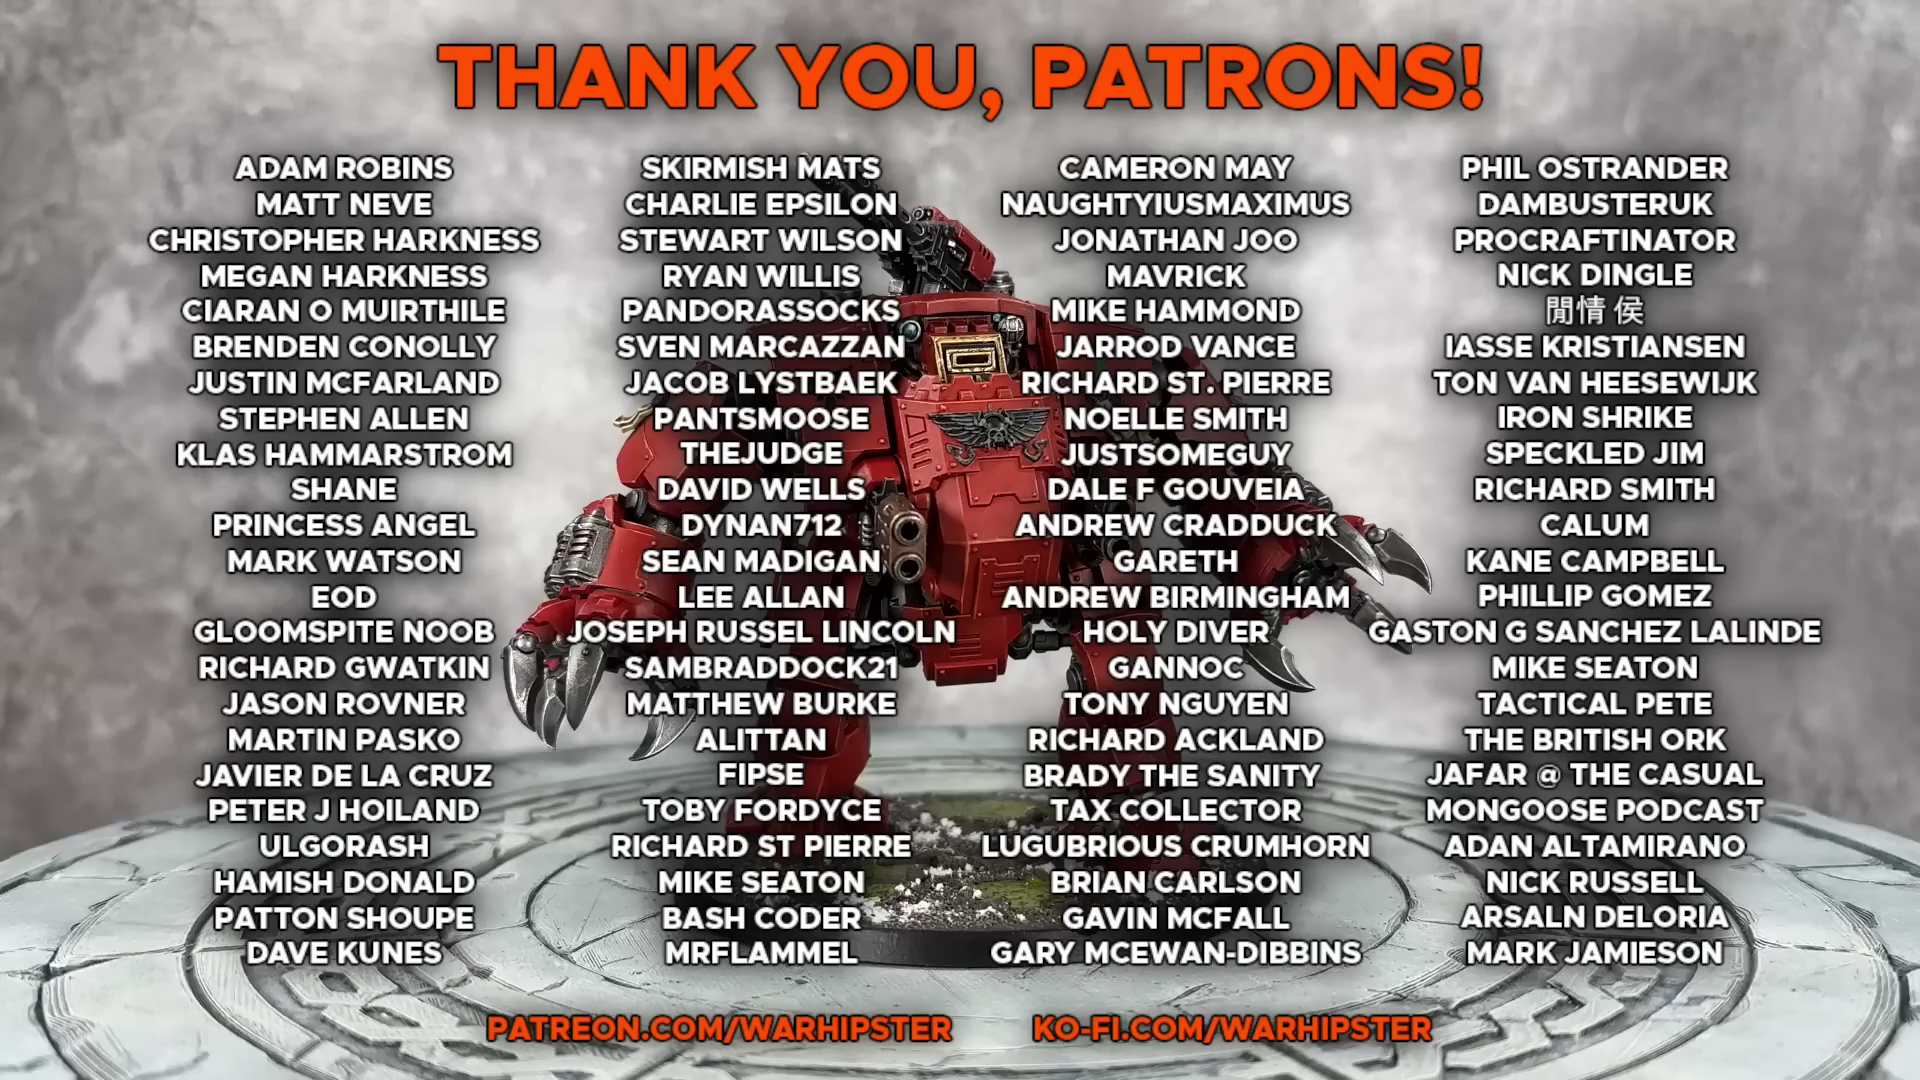 THANK YOU, PATRONS!
ADAM ROBINS
MATT NEVE
CHRISTOPHER HARKNESS
MEGAN HARKNESS
CIARAN O MUIRTHILE
BRENDEN CONOLLY
JUSTIN MCFARLAND
STEPHEN ALLEN
KLAS HAMMARSTROM
SHANE
PRINCESS ANGEL
MARK WATSON
EOD
GLOOMSPITE NOOB
RICHARD GWATKIN
JASON ROVNER
MARTIN PASKO
JAVIER DE LA CRUZ
PETER J HOILAND
ULGORASH
HAMISH DONALD
PATTON SHOUPE
DAVE KUNES
SKIRMISH MATS
CHARLIE EPSILON
STEWART WILSON
RYAN WILLIS
PANDORASSOCKS
SVEN MARCAZZAN
JACOB LYSTBAEK
PANTSMOOSE
THEJUDGE
DAVID WELLS
DYNAN712
SEAN MADIGAN
LEE ALLAN
JOSEPH RUSSEL LINCOLN
SAMBRADDOCK21
MATTHEW BURKE
ALITTAN
FIPSE
TOBY FORDYCE
RICHARD ST PIERRE
MIKE SEATON
BASH CODER
MRFLAMMEL
CAMERON MAY
NAUGHTYIUSMAXIMUS
JONATHAN JOO
MAVRICK
MIKE HAMMOND
JARROD VANCE
RICHARD ST. PIERRE
NOELLE SMITH
JUSTSOMEGUY
DALE F GOUVEIA
ANDREW CRADDUCK
GARETH
ANDREW BIRMINGHAM
HOLY DIVER
GANNOC
TONY NGUYEN
RICHARD ACKLAND
BRADY THE SANITY
TAX COLLECTOR
LUGUBRIOUS CRUMHORN
BRIAN CARLSON
GAVIN MCFALL
GARY MCEWAN-DIBBINS
PHIL OSTRANDER
DAMBUSTERUK
PROCRAFTINATOR
NICK DINGLE
閒情 侯
IASSE KRISTIANSEN
TON VAN HEESEWIJK
IRON SHRIKE
SPECKLED JIM
RICHARD SMITH
CALUM
KANE CAMPBELL
PHILLIP GOMEZ
GASTON G SANCHEZ LALINDE
MIKE SEATON
TACTICAL PETE
THE BRITISH ORK
JAFAR @ THE CASUAL
MONGOOSE PODCAST
ADAN ALTAMIRANO
NICK RUSSELL
ARSALN DELORIA
MARK JAMIESON
PATREON.COM/WARHIPSTER
KO-FI.COM/WARHIPSTER